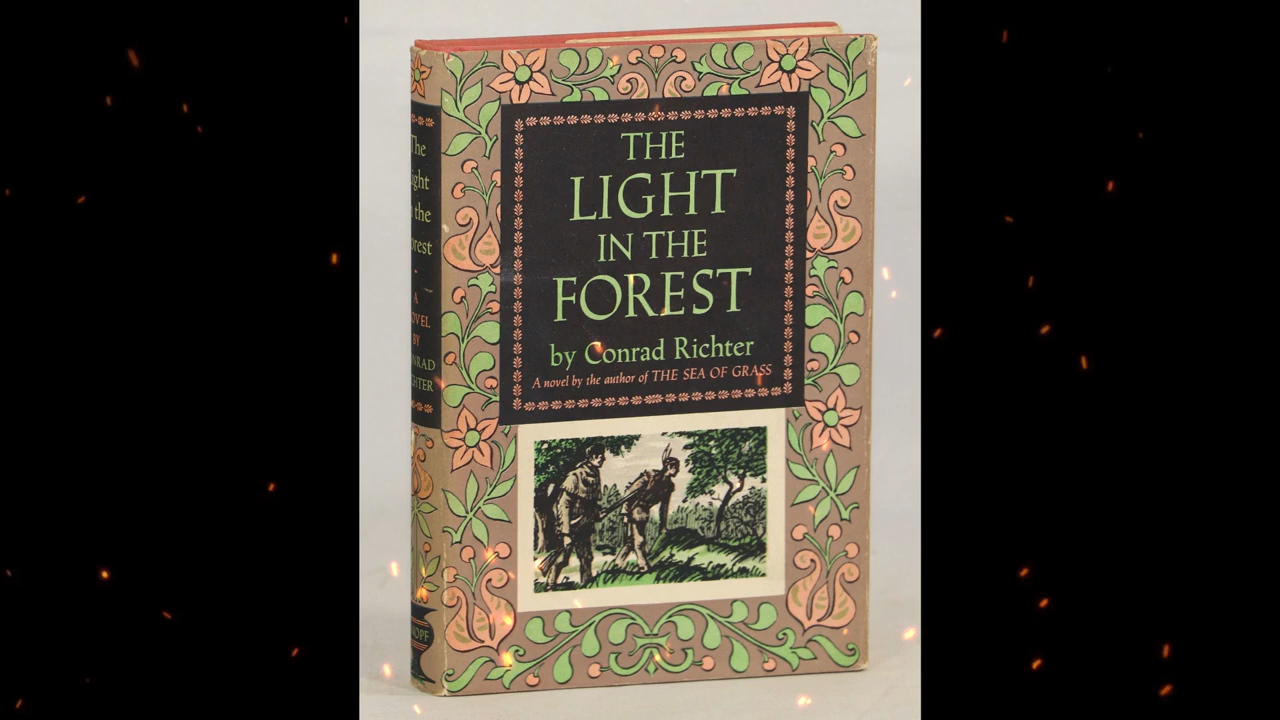 THE
LIGHT
IN THE
FOREST
by Conrad Richter
A novel by the author of THE SEA OF GRASS
The
ight
the
orest
A
OVEL
BY
NRAD
CHTER
NOPF